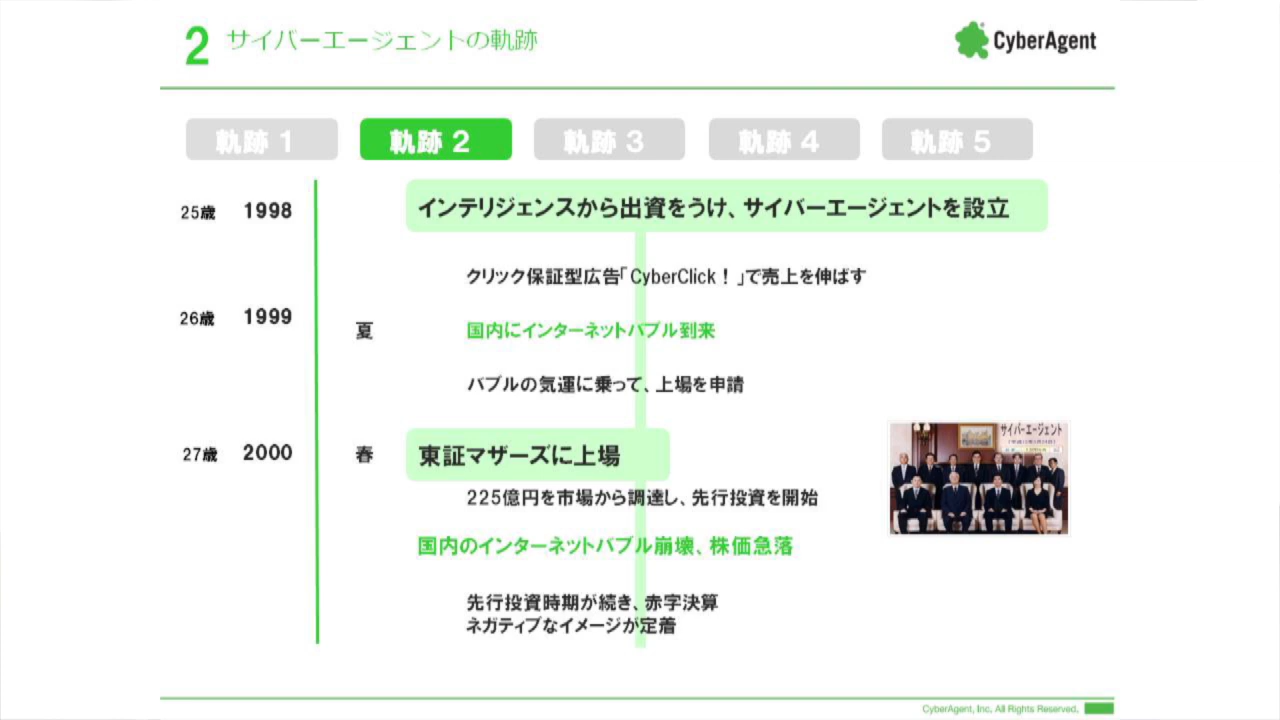 2 サイバーエージェントの軌跡
CyberAgent
軌跡 1
軌跡 2
軌跡 3
軌跡 4
軌跡 5
25歳 1998
インテリジェンスから出資をうけ、サイバーエージェントを設立
クリック保証型広告「CyberClick！」で売上を伸ばす
26歳 1999
夏
国内にインターネットバブル到来
バブルの気運に乗って、上場を申請
27歳 2000
春
東証マザーズに上場
サイバーエージェント
225億円を市場から調達し、先行投資を開始
国内のインターネットバブル崩壊、株価急落
先行投資時期が続き、赤字決算
ネガティブなイメージが定着
CyberAgent, Inc. All Rights Reserved.